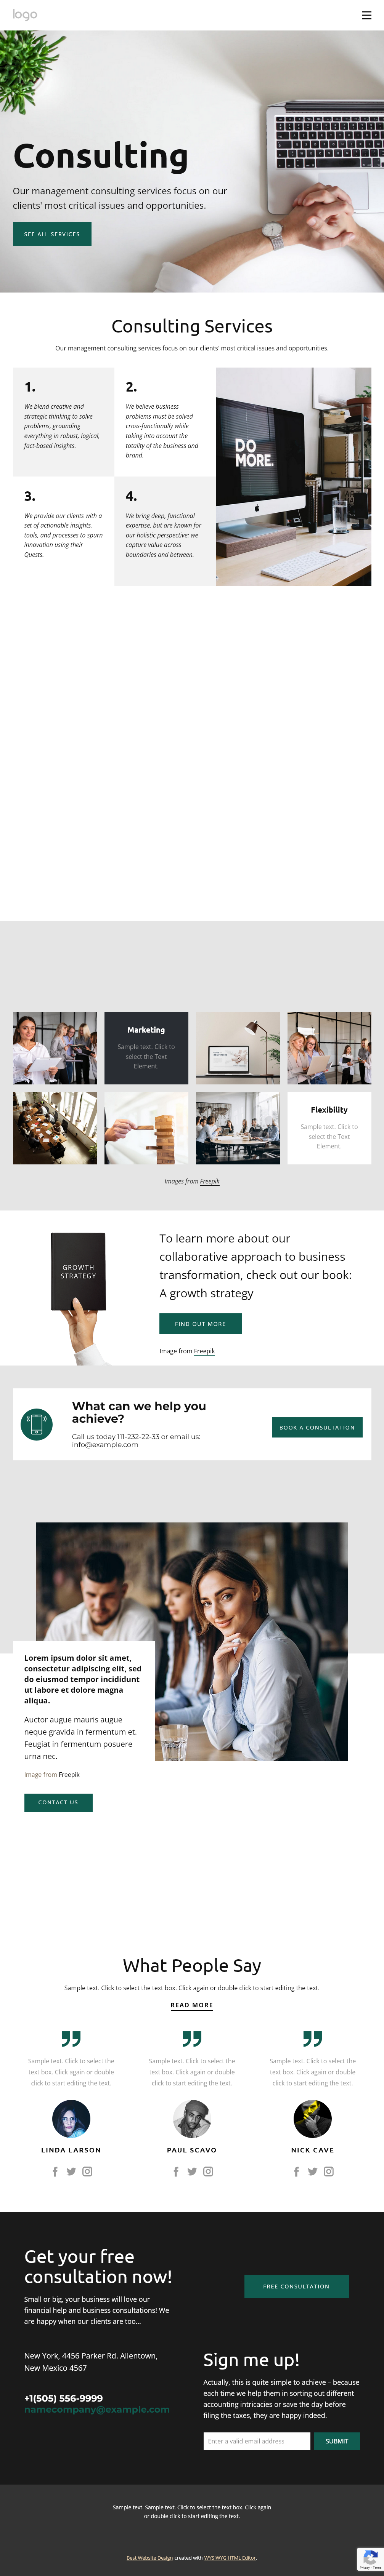 logo
Consulting
Our management consulting services focus on our
clients' most critical issues and opportunities.
SEE ALL SERVICES
Consulting Services
Our management consulting services focus on our clients' most critical issues and opportunities.
1.
We blend creative and
strategic thinking to solve
problems, grounding
everything in robust, logical,
fact-based insights.
2.
We believe business
problems must be solved
cross-functionally while
taking into account the
totality of the business and
brand.
3.
We provide our clients with a
set of actionable insights,
tools, and processes to spurn
innovation using their
Quests.
4.
We bring deep, functional
expertise, but are known for
our holistic perspective: we
capture value across
boundaries and between.
DO
MORE.
Marketing
Sample text. Click to
select the Text
Element.
Flexibility
Sample text. Click to
select the Text
Element.
Images from Freepik
GROWTH
STRATEGY
To learn more about our
collaborative approach to business
transformation, check out our book:
A growth strategy
FIND OUT MORE
Image from Freepik
What can we help you
achieve?
Call us today 111-232-22-33 or email us:
info@example.com
BOOK A CONSULTATION
Lorem ipsum dolor sit amet,
consectetur adipiscing elit, sed
do eiusmod tempor incididunt
ut labore et dolore magna
aliqua.
Auctor augue mauris augue
neque gravida in fermentum et.
Feugiat in fermentum posuere
urna nec.
Image from Freepik
CONTACT US
What People Say
Sample text. Click to select the text box. Click again or double click to start editing the text.
READ MORE
Sample text. Click to select the
text box. Click again or double
click to start editing the text.
LINDA LARSON
Sample text. Click to select the
text box. Click again or double
click to start editing the text.
PAUL SCAVO
Sample text. Click to select the
text box. Click again or double
click to start editing the text.
NICK CAVE
Get your free
consultation now!
Small or big, your business will love our
financial help and business consultations! We
are happy when our clients are too...
FREE CONSULTATION
New York, 4456 Parker Rd. Allentown,
New Mexico 4567
+1(505) 556-9999
namecompany@example.com
Sign me up!
Actually, this is quite simple to achieve – because
each time we help them in sorting out different
accounting intricacies or save the day before
filing the taxes, they are happy indeed.
Enter a valid email address
SUBMIT
Sample text. Sample text. Click to select the text box. Click again
or double click to start editing the text.
Best Website Design created with WYSIWYG HTML Editor.
Privacy - Terms